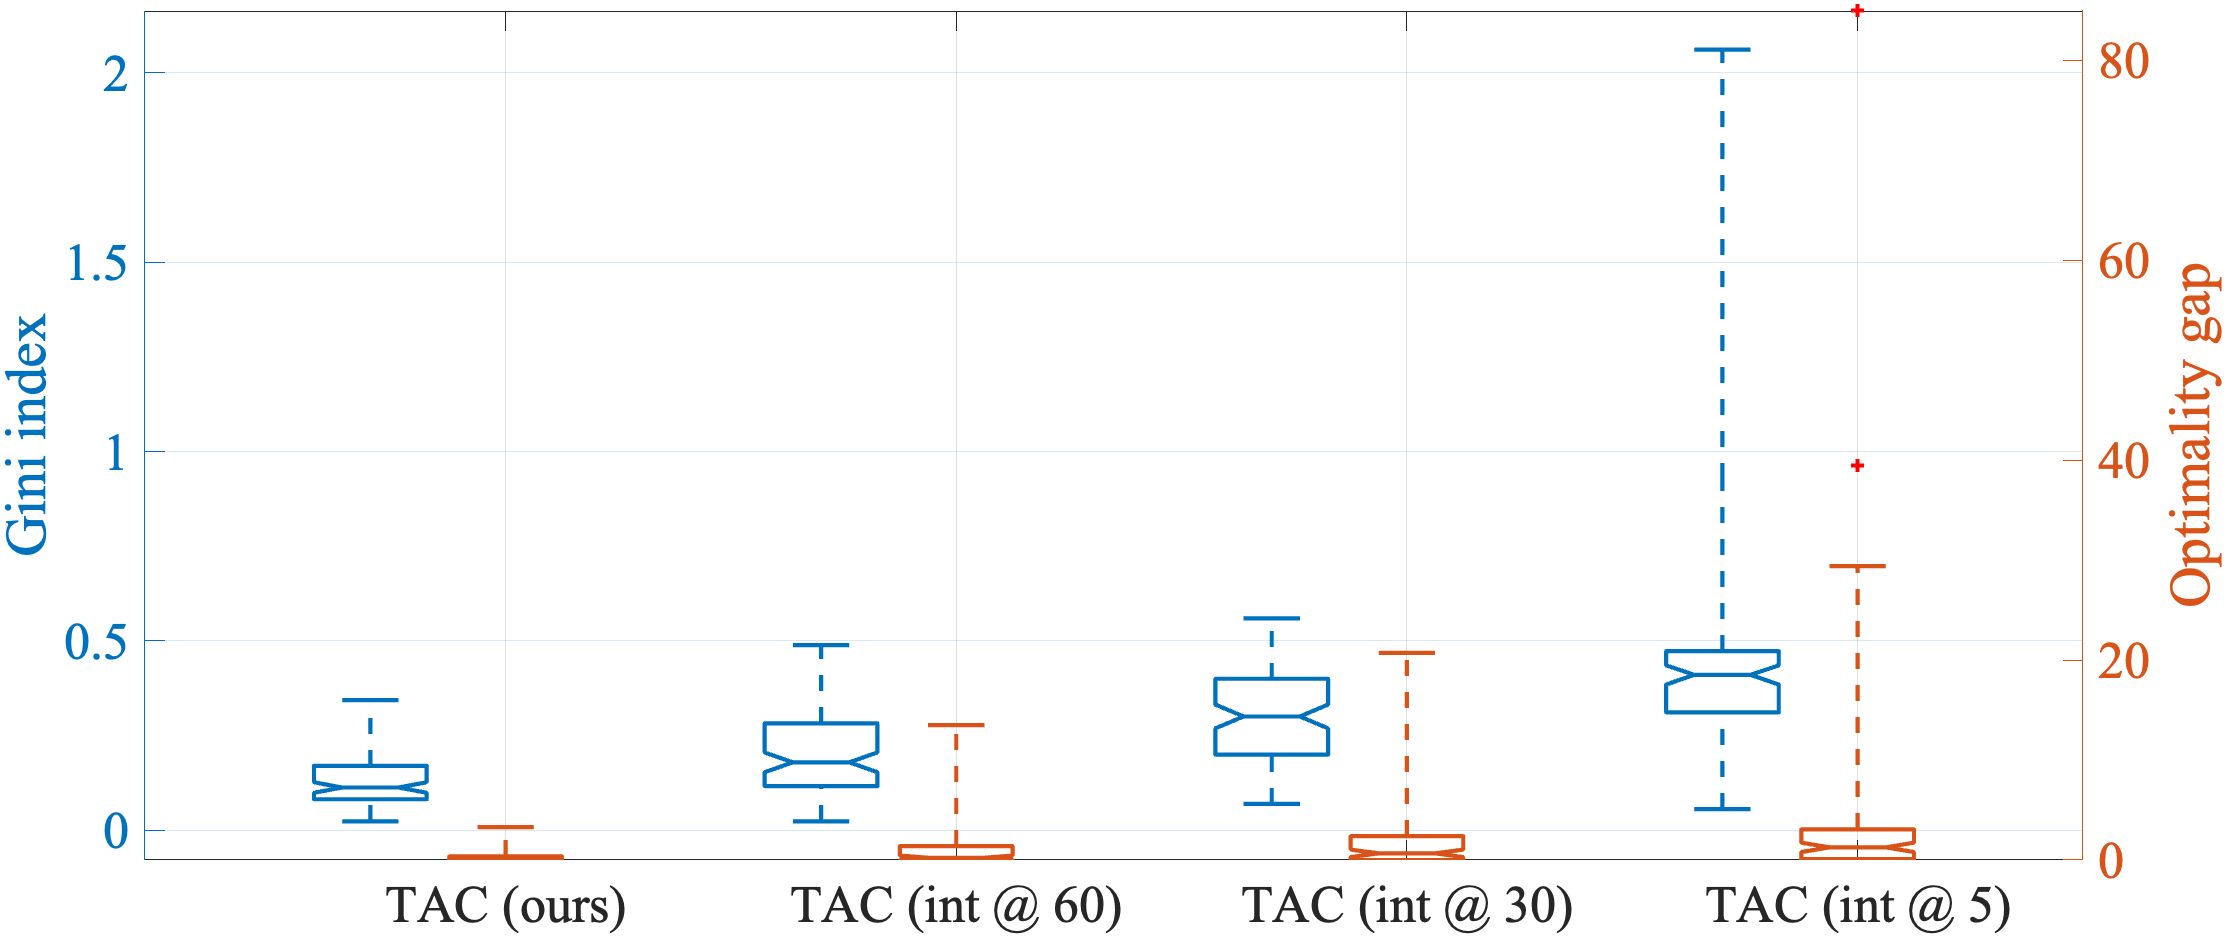 Gini index
2
1.5
1
0.5
0
80
60
40
20
0
Optimality gap
TAC (ours)
TAC (int @ 60)
TAC (int @ 30)
TAC (int @ 5)